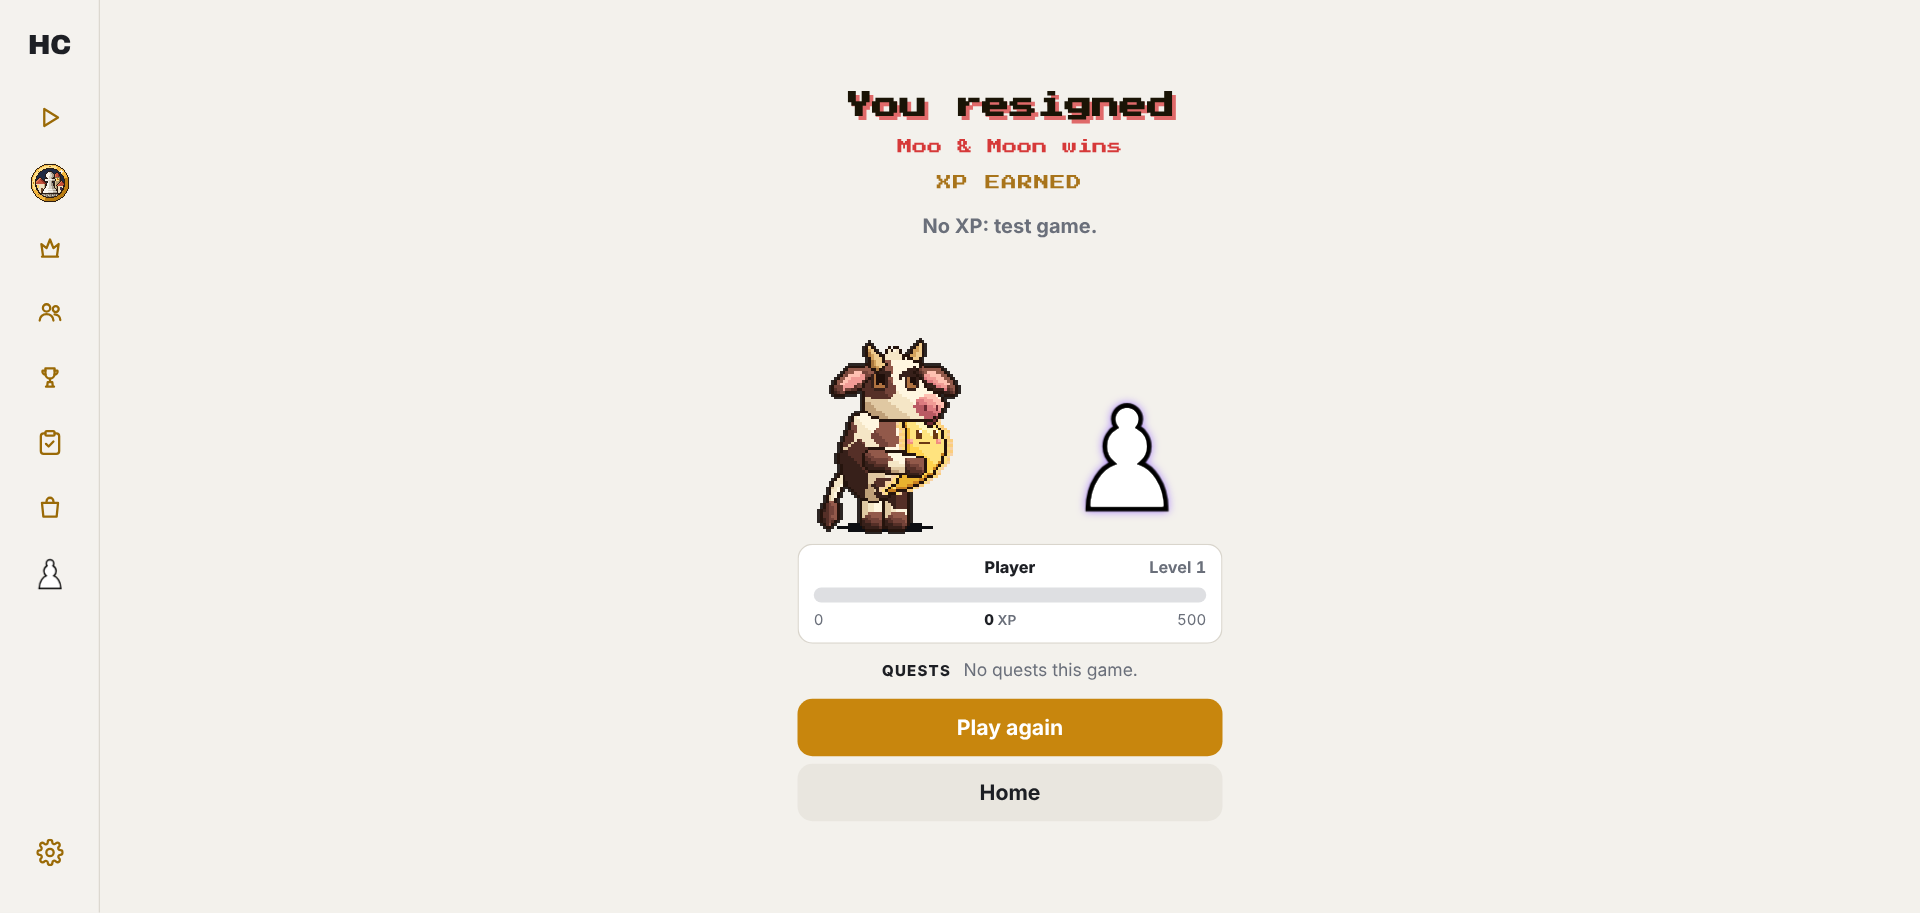 HC
You resigned
Moo & Moon wins
XP EARNED
No XP: test game.
Player Level 1
0 0 XP 500
QUESTS No quests this game.
Play again
Home